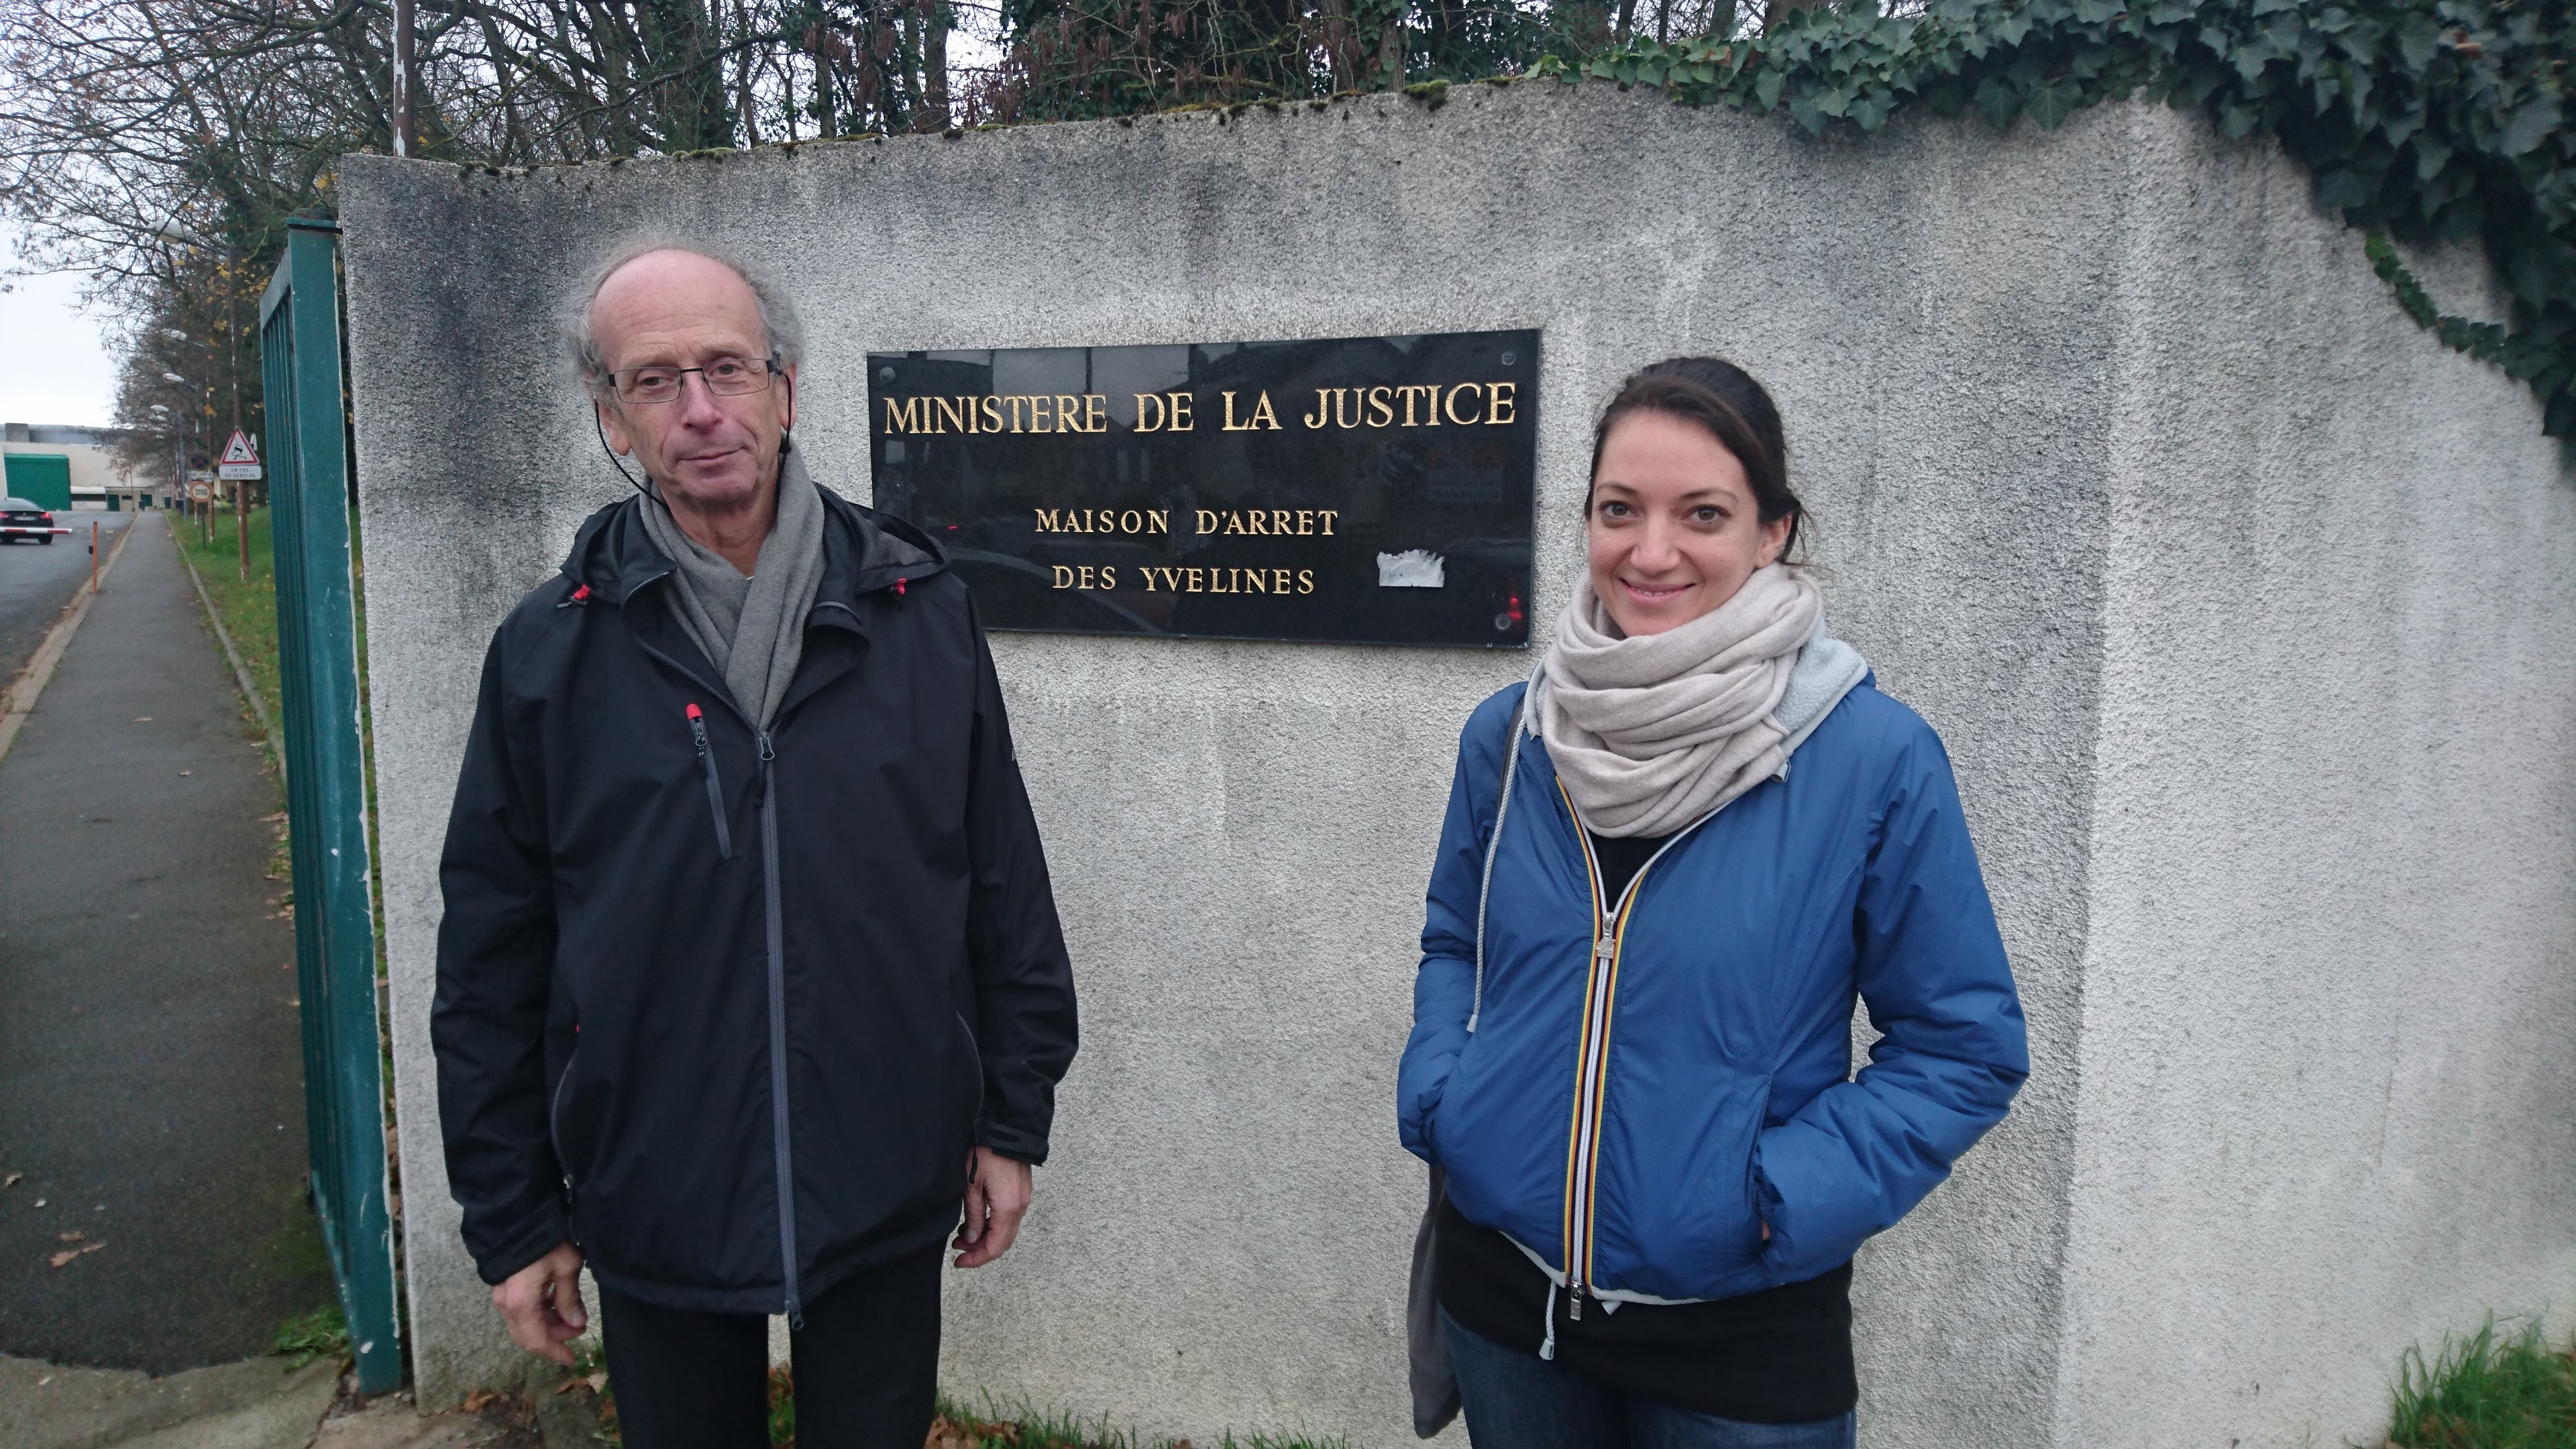 MINISTERE DE LA JUSTICE
MAISON D'ARRET
DES YVELINES